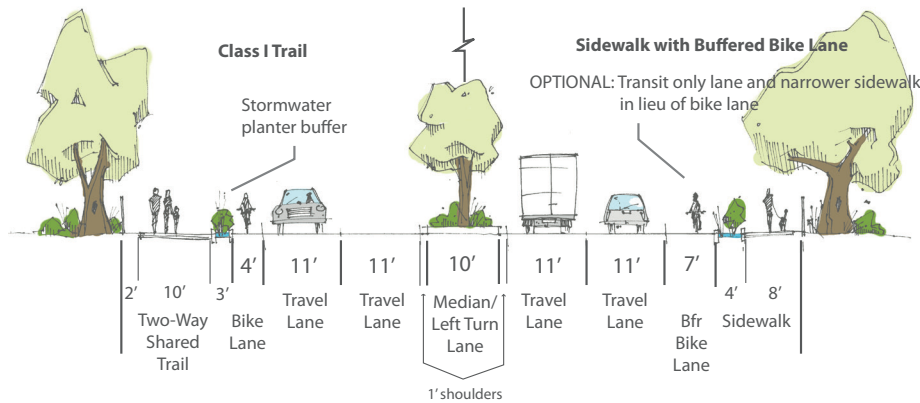 Class I Trail
Sidewalk with Buffered Bike Lane
OPTIONAL: Transit only lane and narrower sidewalk
in lieu of bike lane
Stormwater
planter buffer
2’
10’
3’
4’
11’
11’
10’
11’
11’
7’
4’
8’
Two-Way
Shared
Trail
Bike
Lane
Travel
Lane
Travel
Lane
Median/
Left Turn
Lane
Travel
Lane
Travel
Lane
Bfr
Bike
Lane
Sidewalk
1’ shoulders